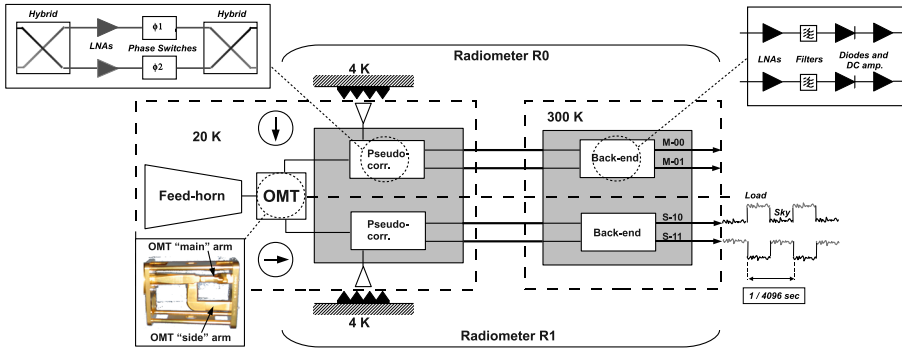 Hybrid
Hybrid
ϕ1
ϕ2
LNAs
Phase Switches
Radiometer R0
LNAs
Filters
Diodes and
DC amp.
4 K
20 K
300 K
Feed-horn
OMT
Pseudo-
corr.
Back-end
M-00
M-01
Pseudo-
corr.
Back-end
S-10
S-11
Load
Sky
1 / 4096 sec
OMT “main” arm
OMT “side” arm
4 K
Radiometer R1